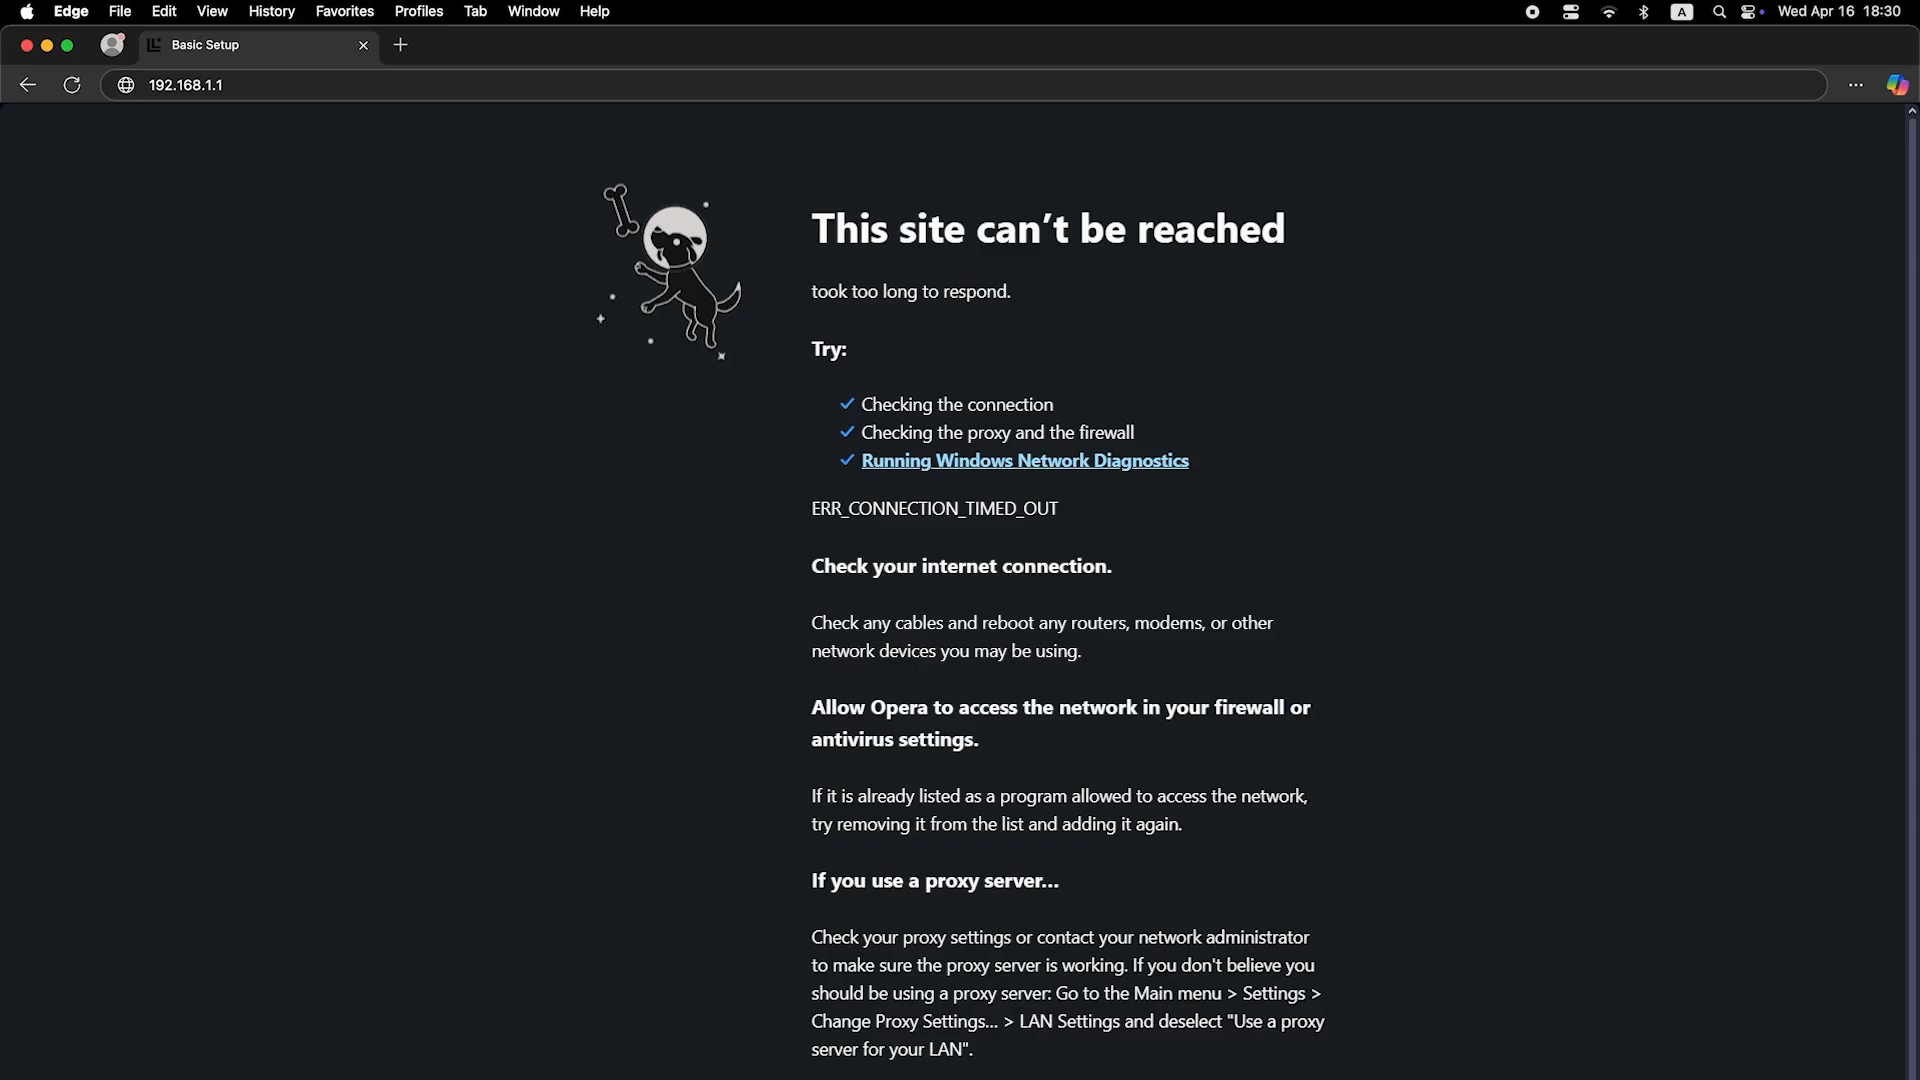 Edge File Edit View History Favorites Profiles Tab Window Help A Wed Apr 16 18:30
Basic Setup
192.168.1.1
This site can’t be reached
took too long to respond.
Try:
Checking the connection
Checking the proxy and the firewall
Running Windows Network Diagnostics
ERR_CONNECTION_TIMED_OUT
Check your internet connection.
Check any cables and reboot any routers, modems, or other
network devices you may be using.
Allow Opera to access the network in your firewall or
antivirus settings.
If it is already listed as a program allowed to access the network,
try removing it from the list and adding it again.
If you use a proxy server...
Check your proxy settings or contact your network administrator
to make sure the proxy server is working. If you don't believe you
should be using a proxy server: Go to the Main menu > Settings >
Change Proxy Settings... > LAN Settings and deselect "Use a proxy
server for your LAN".